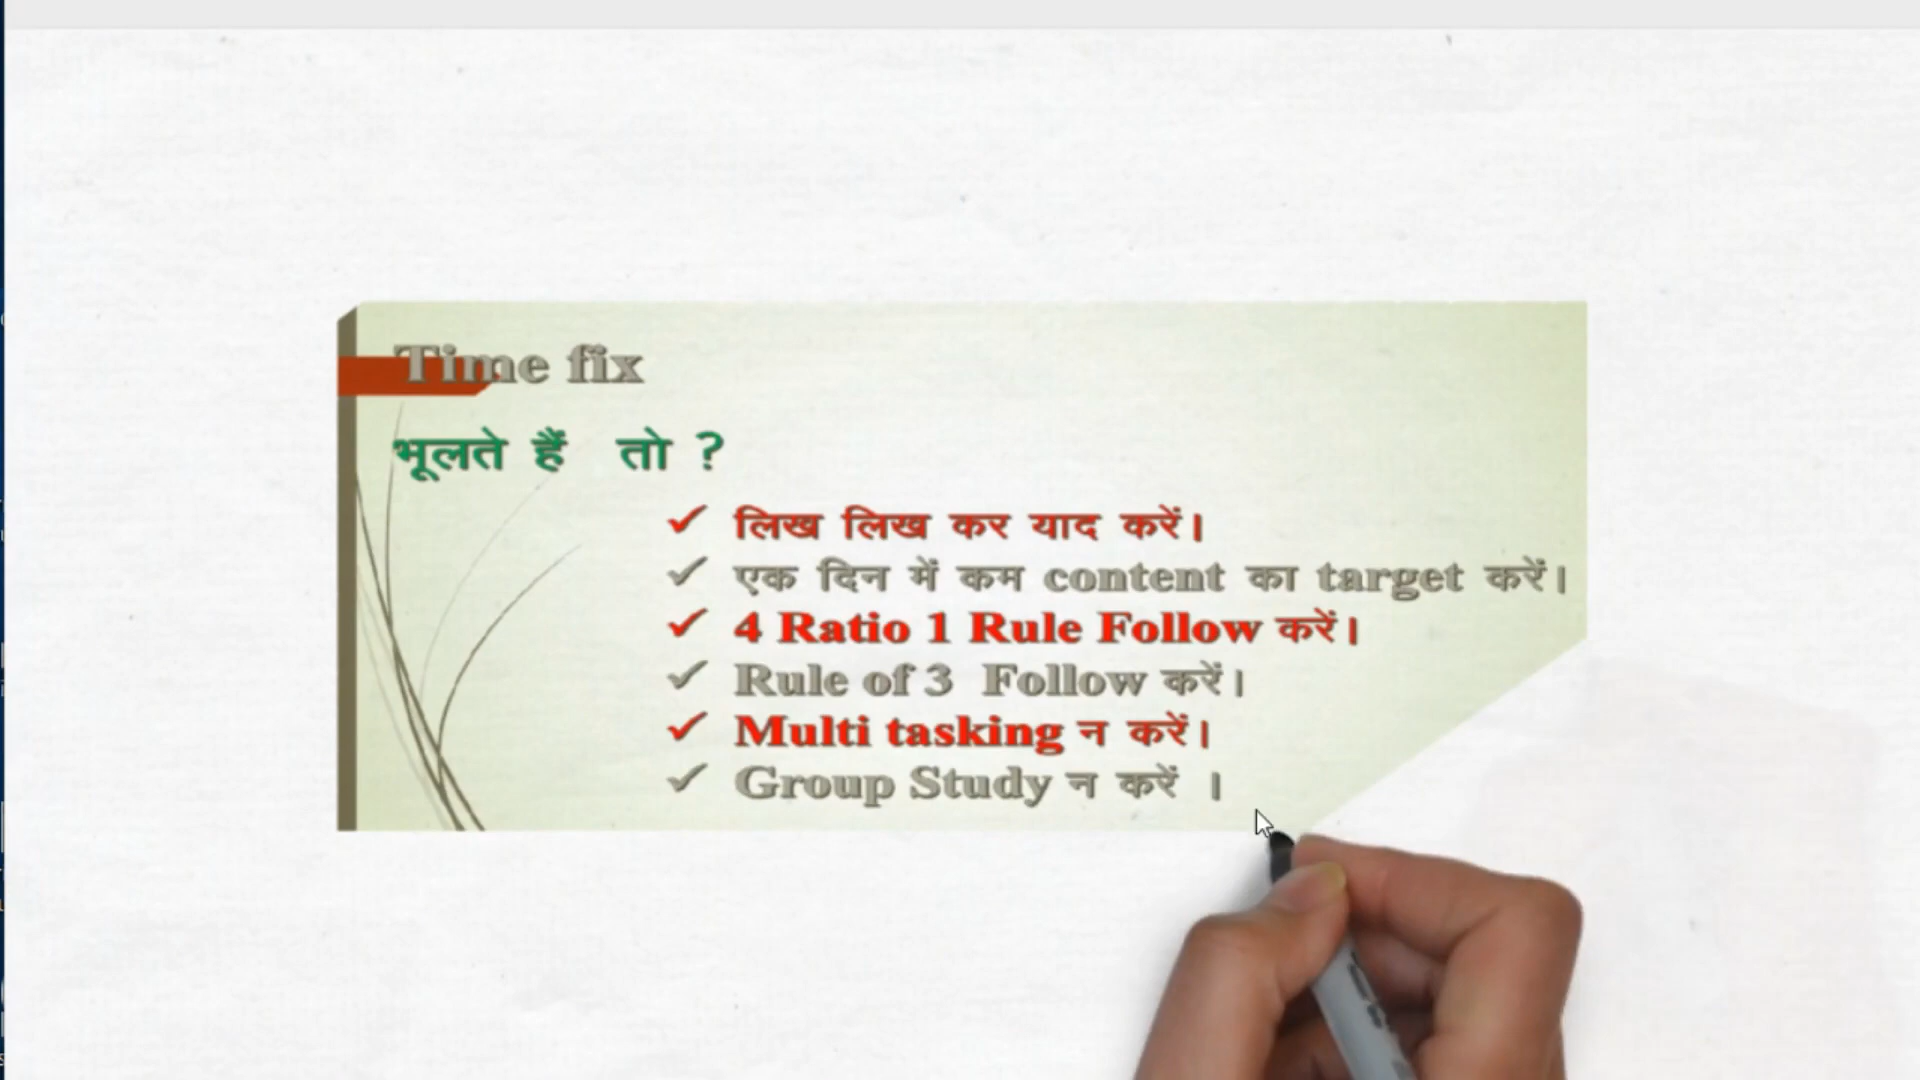 Time fix
भूलते हैं तो ?
लिख लिख कर याद करें।
एक दिन में कम content का target करें।
4 Ratio 1 Rule Follow करें।
Rule of 3 Follow करें।
Multi tasking न करें।
Group Study न करें ।